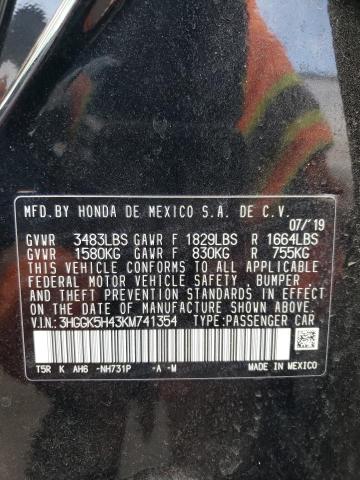 MFD.BY HONDA DE MEXICO S.A. DE C.V.
07/'19
GVWR 3483LBS GAWR F 1829LBS R 1664LBS
GVWR 1580KG GAWR F 830KG R 755KG
THIS VEHICLE CONFORMS TO ALL APPLICABLE
FEDERAL MOTOR VEHICLE SAFETY, BUMPER,
AND THEFT PREVENTION STANDARDS IN EFFECT
ON THE DATE OF MANUFACTURE SHOWN ABOVE.
V.I.N.: 3HGGK5H43KM741354 TYPE:PASSENGER CAR
T5R K AH6 -NH731P -A -M
MADE IN MEXICO